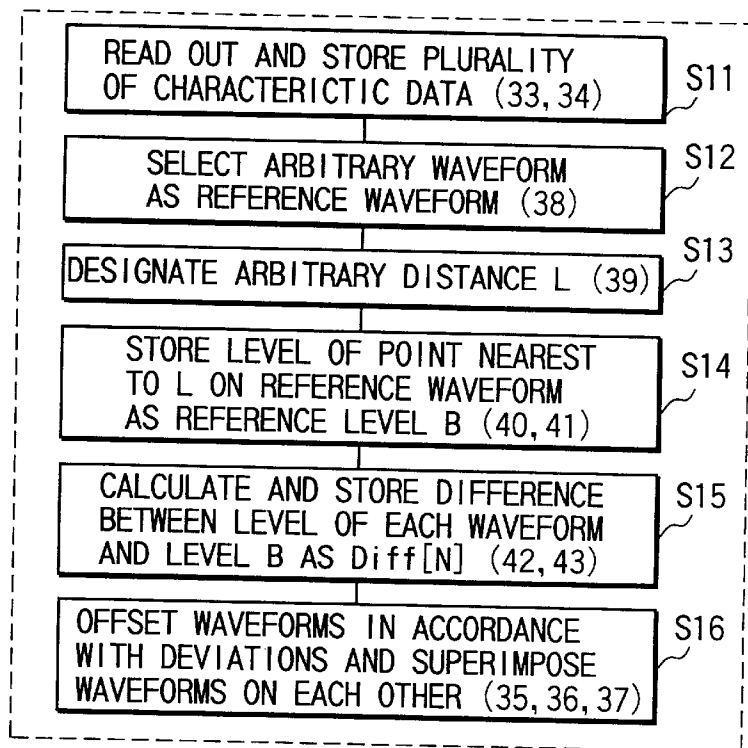 READ OUT AND STORE PLURALITY
OF CHARACTERICTIC DATA (33, 34)
S11
SELECT ARBITRARY WAVEFORM
AS REFERENCE WAVEFORM (38)
S12
DESIGNATE ARBITRARY DISTANCE L (39)
S13
STORE LEVEL OF POINT NEAREST
TO L ON REFERENCE WAVEFORM
AS REFERENCE LEVEL B (40, 41)
S14
CALCULATE AND STORE DIFFERENCE
BETWEEN LEVEL OF EACH WAVEFORM
AND LEVEL B AS Diff[N] (42, 43)
S15
OFFSET WAVEFORMS IN ACCORDANCE
WITH DEVIATIONS AND SUPERIMPOSE
WAVEFORMS ON EACH OTHER (35, 36, 37)
S16